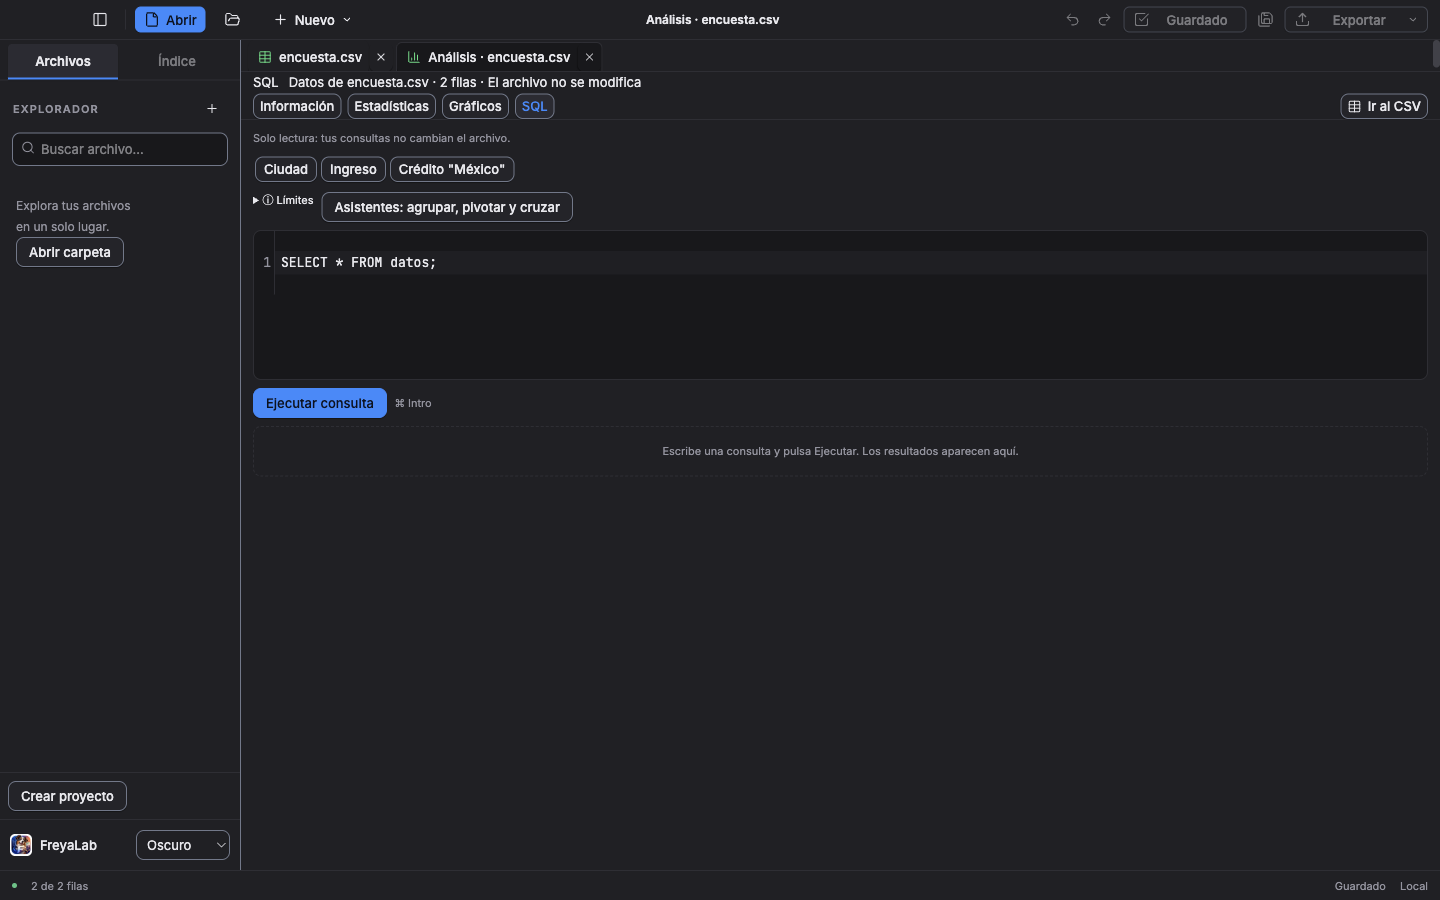 Abrir
Nuevo
Análisis · encuesta.csv
Guardado
Exportar
Archivos
Índice
EXPLORADOR
Buscar archivo...
Explora tus archivos
en un solo lugar.
Abrir carpeta
Crear proyecto
FreyaLab
Oscuro
encuesta.csv
Análisis · encuesta.csv
SQL Datos de encuesta.csv · 2 filas · El archivo no se modifica
Información Estadísticas Gráficos SQL
Ir al CSV
Solo lectura: tus consultas no cambian el archivo.
Ciudad Ingreso Crédito "México"
Límites
Asistentes: agrupar, pivotar y cruzar
1 SELECT * FROM datos;
Ejecutar consulta ⌘ Intro
Escribe una consulta y pulsa Ejecutar. Los resultados aparecen aquí.
2 de 2 filas
Guardado Local